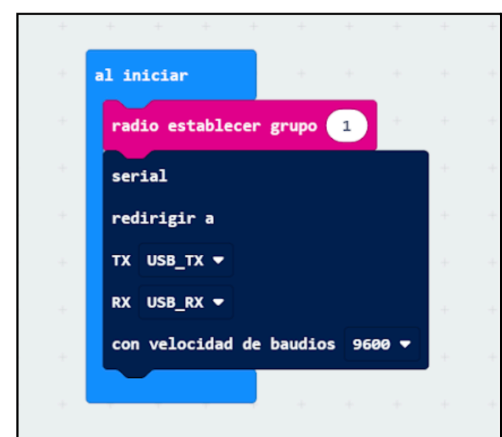 al iniciar
radio establecer grupo 1
serial
redirigir a
TX USB_TX
RX USB_RX
con velocidad de baudios 9600